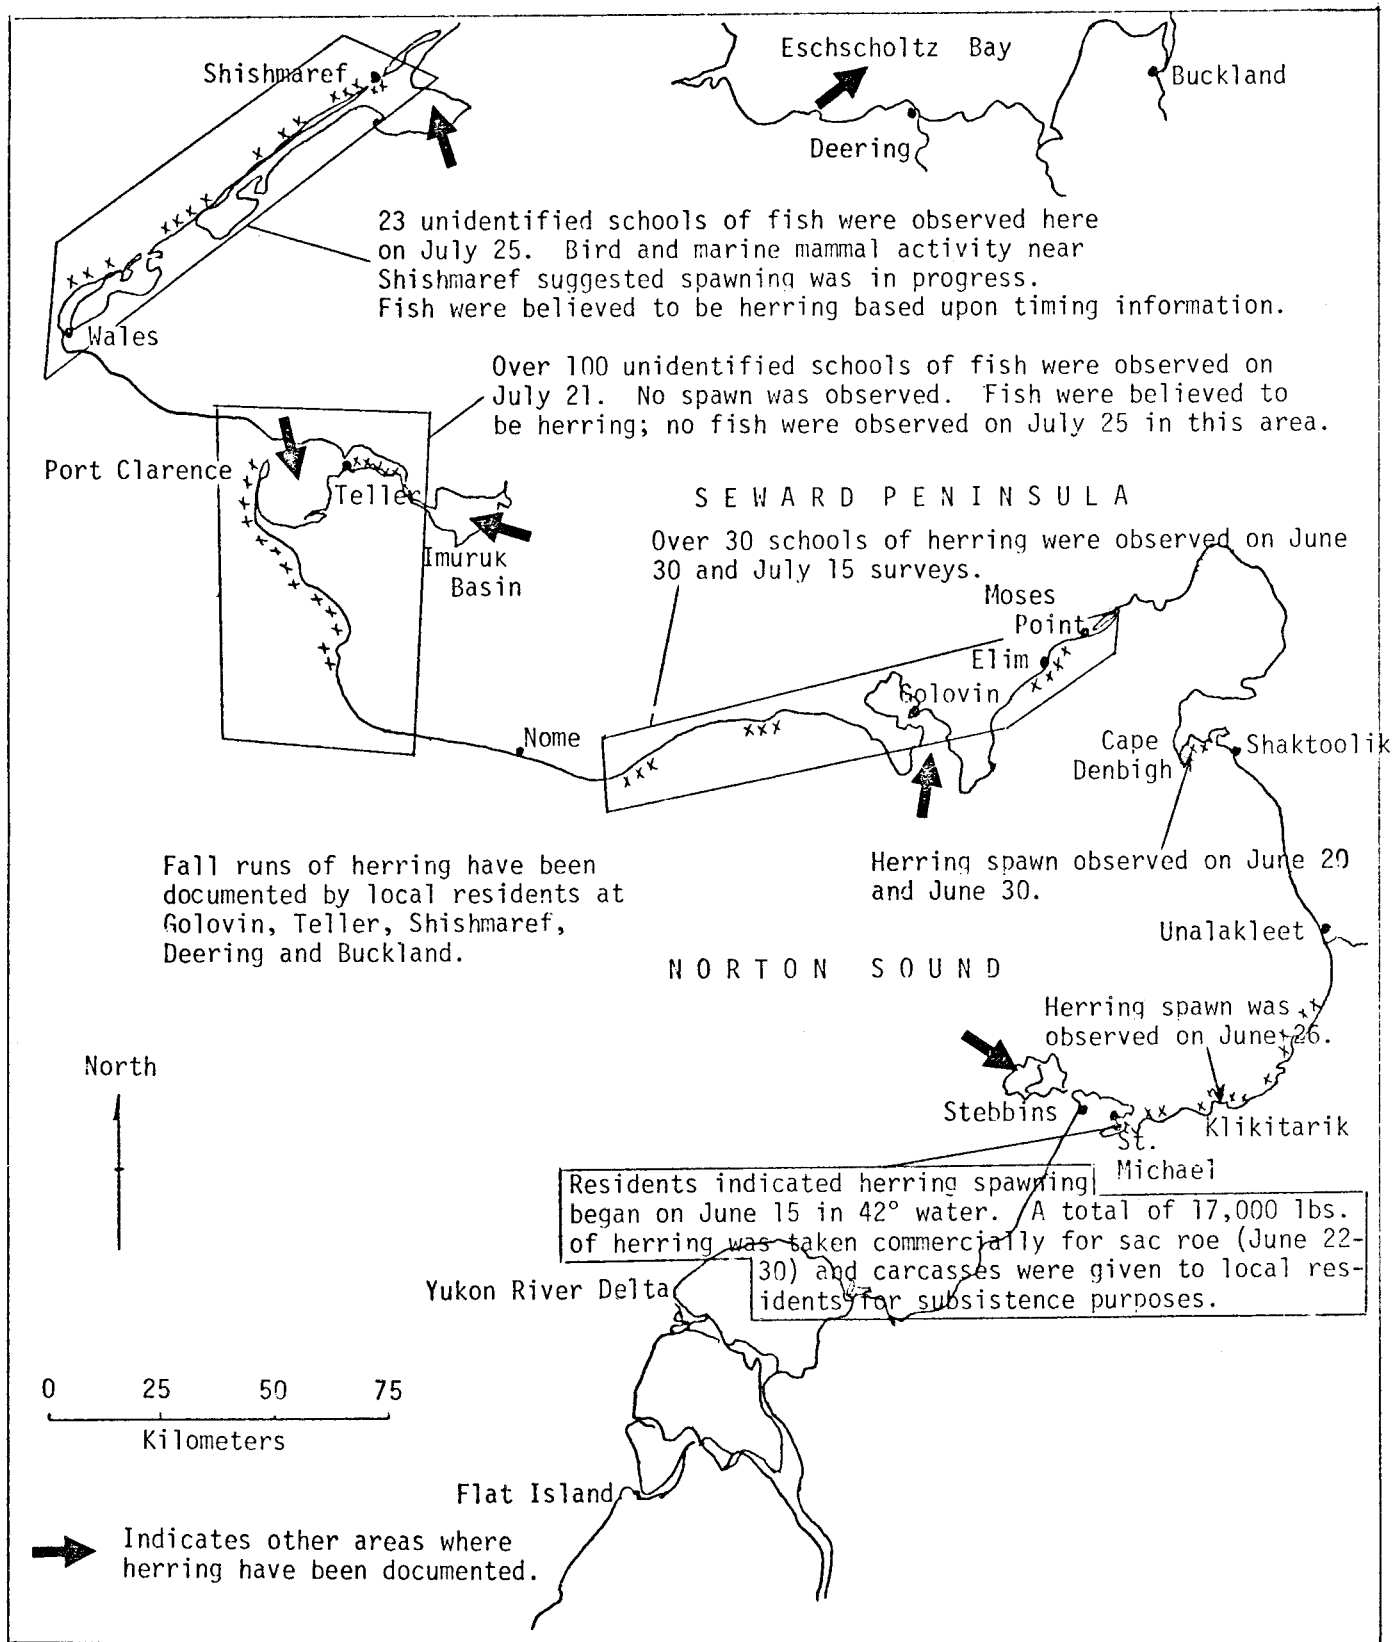 Eschscholtz Bay
Shishmaref
Buckland
Deering
23 unidentified schools of fish were observed here
on July 25. Bird and marine mammal activity near
Shishmaref suggested spawning was in progress.
Fish were believed to be herring based upon timing information.
Wales
Over 100 unidentified schools of fish were observed on
July 21. No spawn was observed. Fish were believed to
be herring; no fish were observed on July 25 in this area.
Port Clarence
Teller
SEWARD PENINSULA
Imuruk
Basin
Over 30 schools of herring were observed on June
30 and July 15 surveys.
Moses
Point
Elim
Golovin
Nome
Cape
Denbigh
Shaktoolik
Herring spawn observed on June 20
and June 30.
Fall runs of herring have been
documented by local residents at
Golovin, Teller, Shishmaref,
Deering and Buckland.
Unalakleet
NORTON SOUND
Herring spawn was
observed on June 26.
North
Stebbins
Klikitarik
St.
Michael
Residents indicated herring spawning
began on June 15 in 42° water. A total of 17,000 lbs.
of herring was taken commercially for sac roe (June 22-
30) and carcasses were given to local res-
idents for subsistence purposes.
Yukon River Delta
0 25 50 75
Kilometers
Flat Island
Indicates other areas where
herring have been documented.